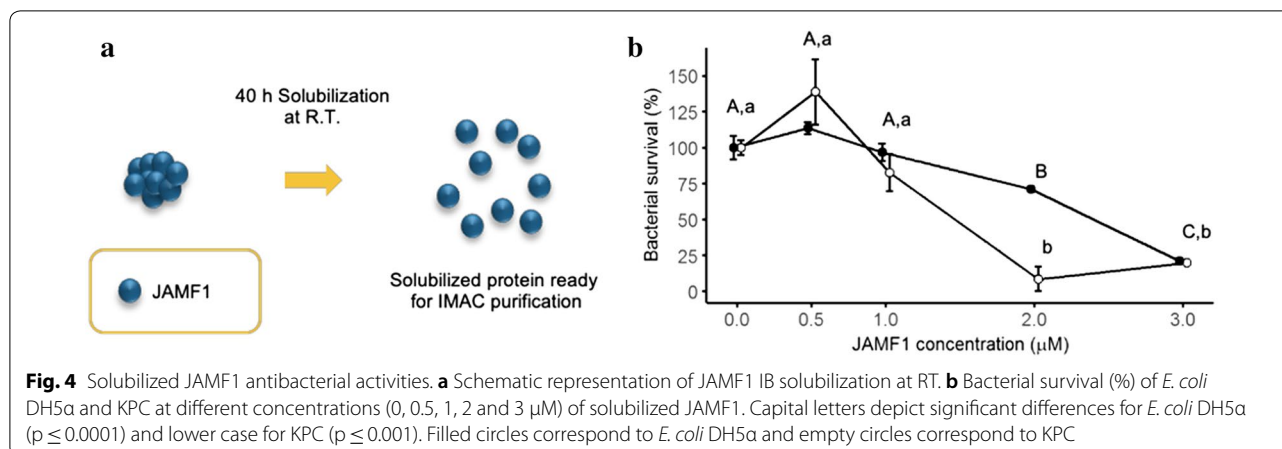 a
40 h Solubilization
at R.T.
JAMF1
Solubilized protein ready
for IMAC purification
b
Bacterial survival (%)
150
125
100
75
50
25
0
A,a
A,a
A,a
B
b
C,b
0.0
0.5
1.0
2.0
3.0
JAMF1 concentration (μM)
Fig. 4 Solubilized JAMF1 antibacterial activities. a Schematic representation of JAMF1 IB solubilization at RT. b Bacterial survival (%) of E. coli
DH5α and KPC at different concentrations (0, 0.5, 1, 2 and 3 μM) of solubilized JAMF1. Capital letters depict significant differences for E. coli DH5α
(p ≤ 0.0001) and lower case for KPC (p ≤ 0.001). Filled circles correspond to E. coli DH5α and empty circles correspond to KPC